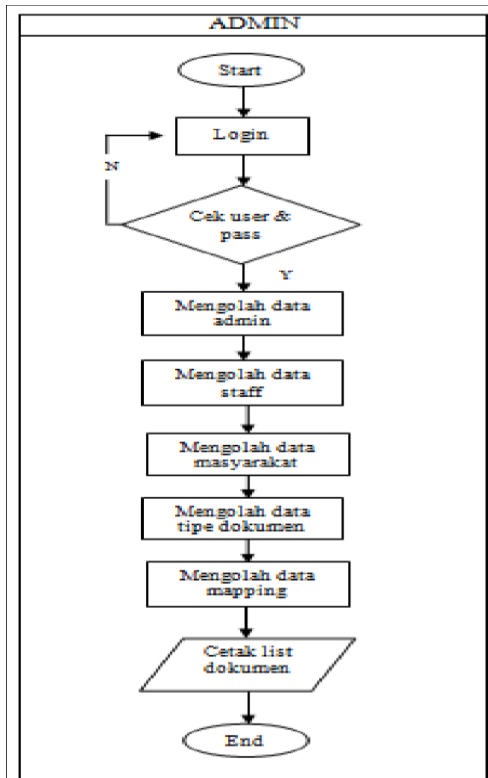 ADMIN
Start
Login
N
Cek user &
pass
Y
Mengolah data
admin
Mengolah data
staff
Mengolah data
masyarakat
Mengolah data
tipe dokumen
Mengolah data
mapping
Cetak list
dokumen
End